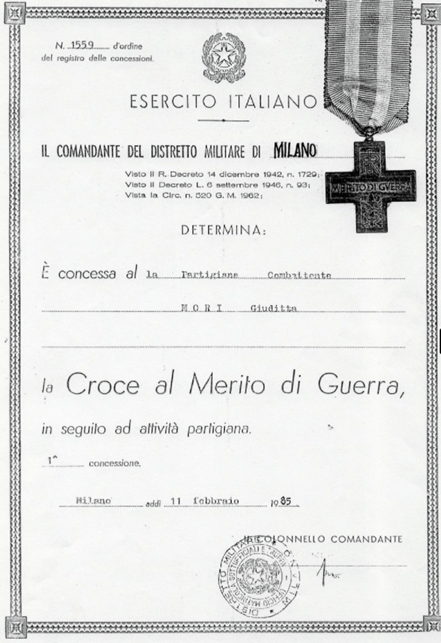 N. 1559 d'ordine
del registro delle concessioni.
ESERCITO ITALIANO
IL COMANDANTE DEL DISTRETTO MILITARE DI MILANO
Visto il R. Decreto 14 dicembre 1942, n. 1729;
Visto il Decreto L. 6 settembre 1946, n. 93;
Vista la Circ. n. 520 G. M. 1962;
MERITO DI GUERRA
DETERMINA:
È concessa al la Partigiana Combattente
MORI Giuditta
la Croce al Merito di Guerra,
in seguito ad attività partigiana.
1ª concessione.
Milano addì 11 febbraio 1985
COLONNELLO COMANDANTE